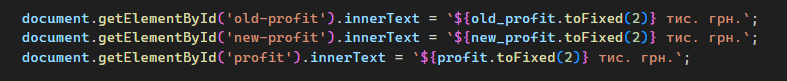 document.getElementById('old-profit').innerText = `${old_profit.toFixed(2)} тис. грн.`;
document.getElementById('new-profit').innerText = `${new_profit.toFixed(2)} тис. грн.`;
document.getElementById('profit').innerText = `${profit.toFixed(2)} тис. грн.`;